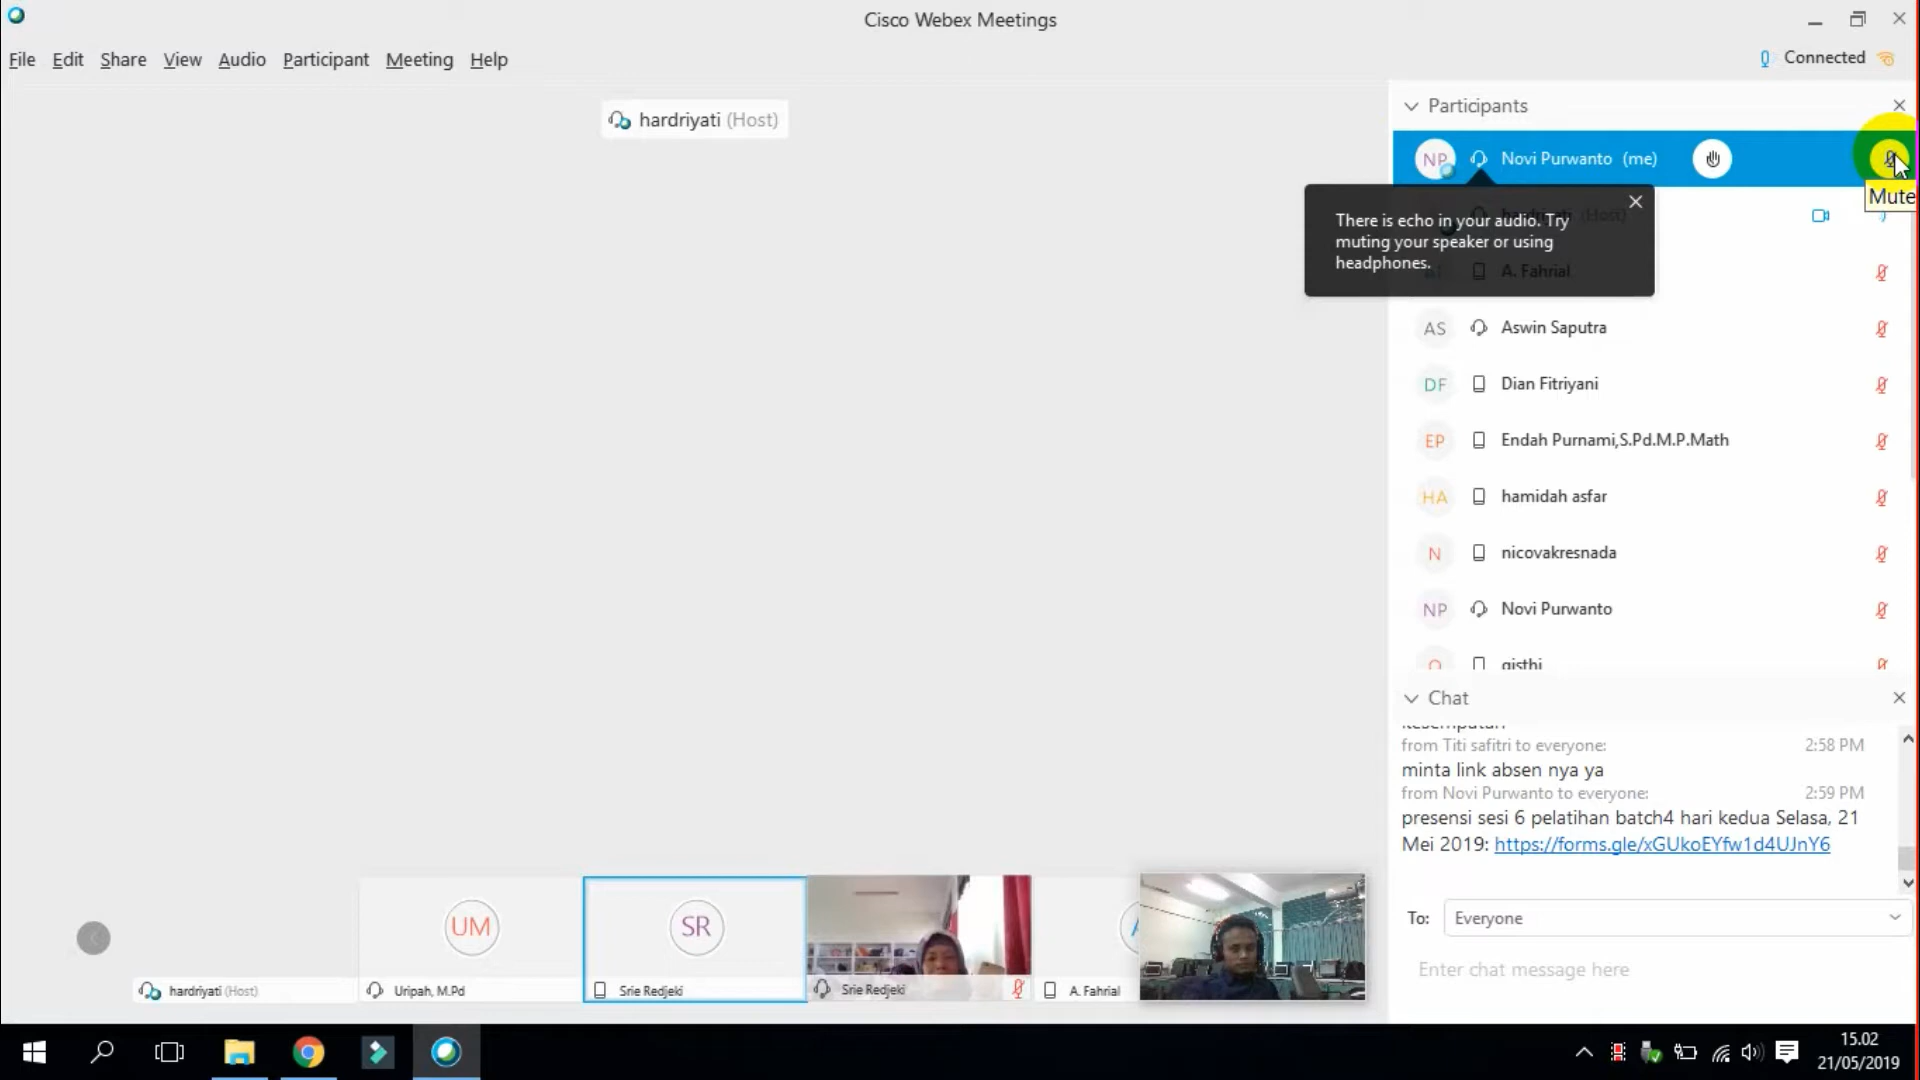 Cisco Webex Meetings
File Edit Share View Audio Participant Meeting Help
Connected
hardriyati (Host)
Participants
NP Novi Purwanto (me)
Mute
hardriyati (Host)
There is echo in your audio. Try
muting your speaker or using
headphones.
A. Fahrial
AS Aswin Saputra
DF Dian Fitriyani
EP Endah Purnami,S.Pd.M.P.Math
HA hamidah asfar
N nicovakresnada
NP Novi Purwanto
qisthi
Chat
from Titi safitri to everyone: 2:58 PM
minta link absen nya ya
from Novi Purwanto to everyone: 2:59 PM
presensi sesi 6 pelatihan batch4 hari kedua Selasa, 21
Mei 2019: https://forms.gle/xGUkoEYfw1d4UJnY6
To: Everyone
Enter chat message here
UM
SR
hardriyati (Host)
Uripah, M.Pd
Srie Redjeki
Srie Redjeki
A. Fahrial
15.02
21/05/2019